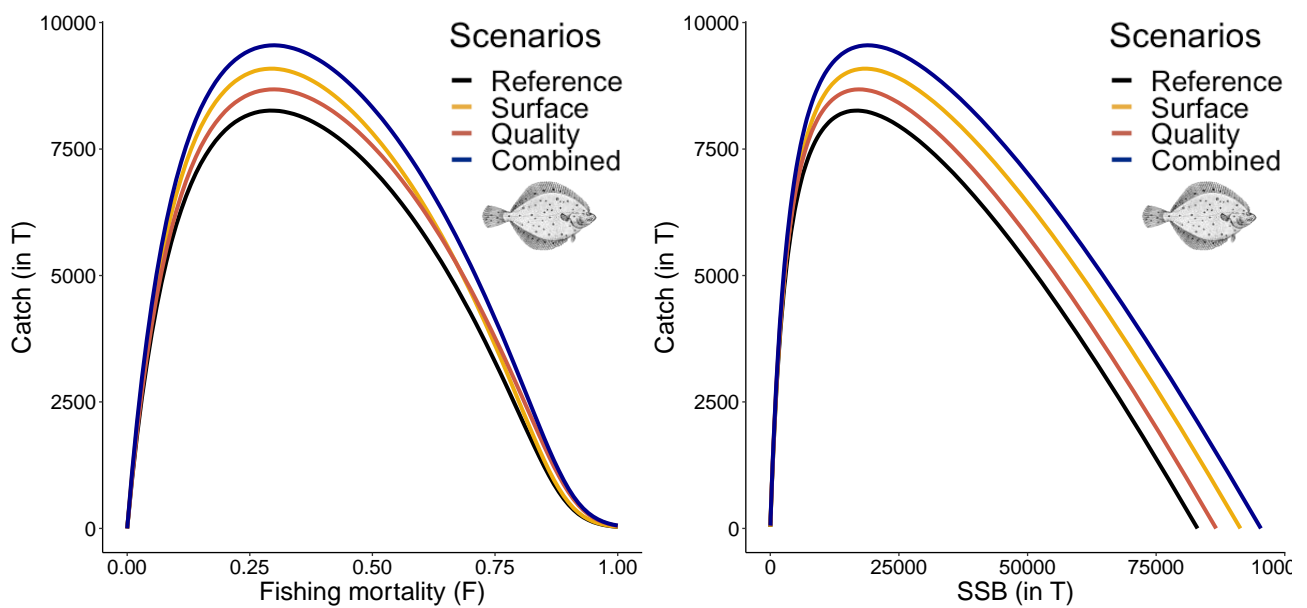 10000
7500
5000
2500
0
Catch (in T)
Scenarios
Reference
Surface
Quality
Combined
0.00 0.25 0.50 0.75 1.00
Fishing mortality (F)
10000
7500
5000
2500
0
Catch (in T)
Scenarios
Reference
Surface
Quality
Combined
0 25000 50000 75000 1000
SSB (in T)